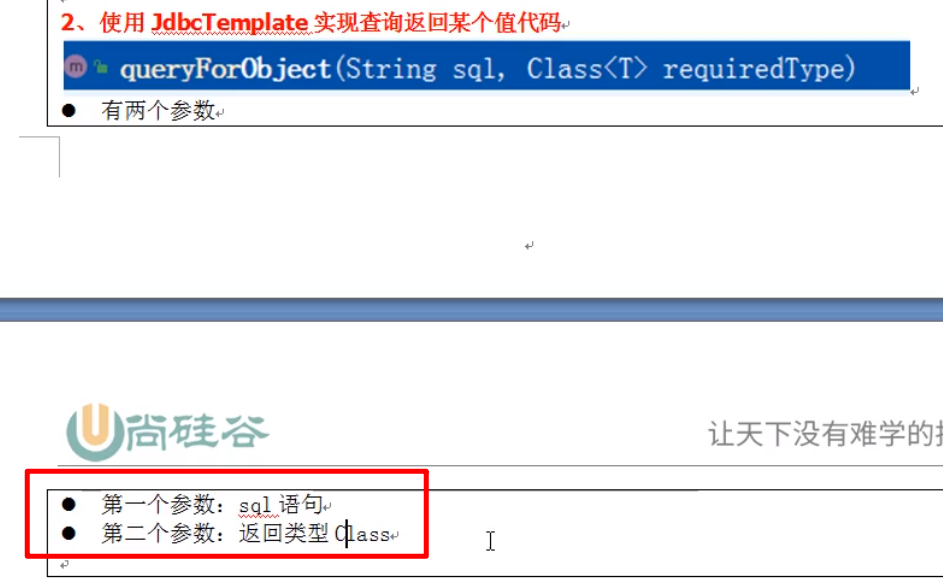 2、使用 JdbcTemplate 实现查询返回某个值代码
m queryForObject(String sql, Class<T> requiredType)
● 有两个参数
尚硅谷
让天下没有难学的
● 第一个参数：sql 语句
● 第二个参数：返回类型 Class